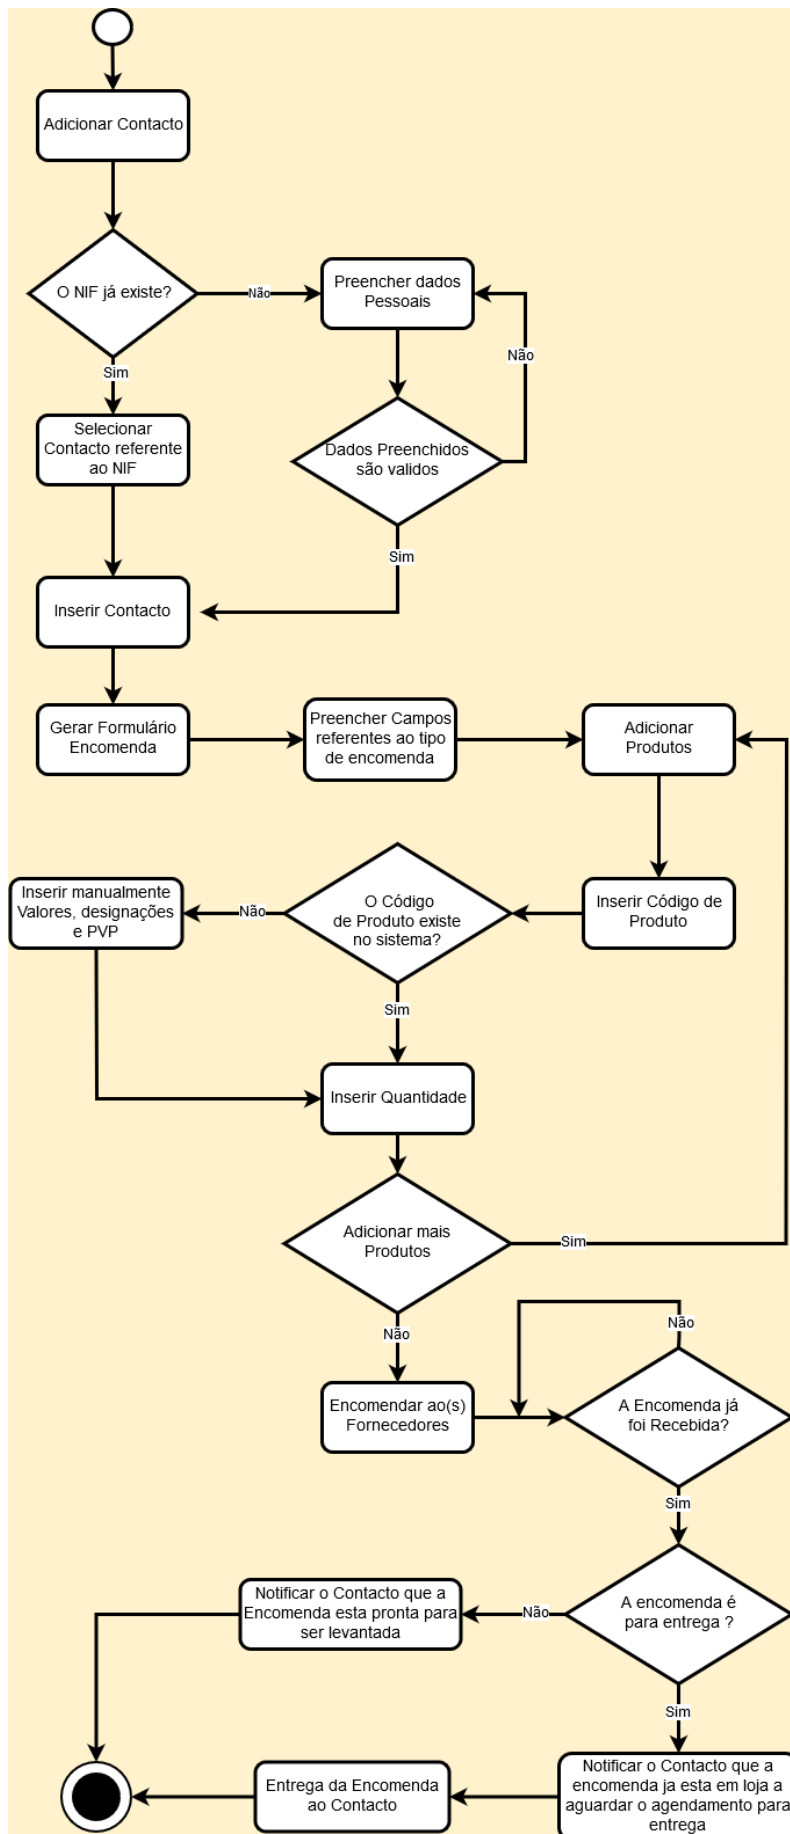 Adicionar Contacto
O NIF já existe?
Não
Preencher dados
Pessoais
Não
Sim
Selecionar
Contacto referente
ao NIF
Dados Preenchidos
são validos
Sim
Inserir Contacto
Gerar Formulário
Encomenda
Preencher Campos
referentes ao tipo
de encomenda
Adicionar
Produtos
Inserir Código de
Produto
O Código
de Produto existe
no sistema?
Não
Inserir manualmente
Valores, designações
e PVP
Sim
Inserir Quantidade
Adicionar mais
Produtos
Sim
Não
Encomendar ao(s)
Fornecedores
Não
A Encomenda já
foi Recebida?
Sim
A encomenda é
para entrega ?
Não
Notificar o Contacto que a
Encomenda esta pronta para
ser levantada
Sim
Notificar o Contacto que a
encomenda ja esta em loja a
aguardar o agendamento para
entrega
Entrega da Encomenda
ao Contacto